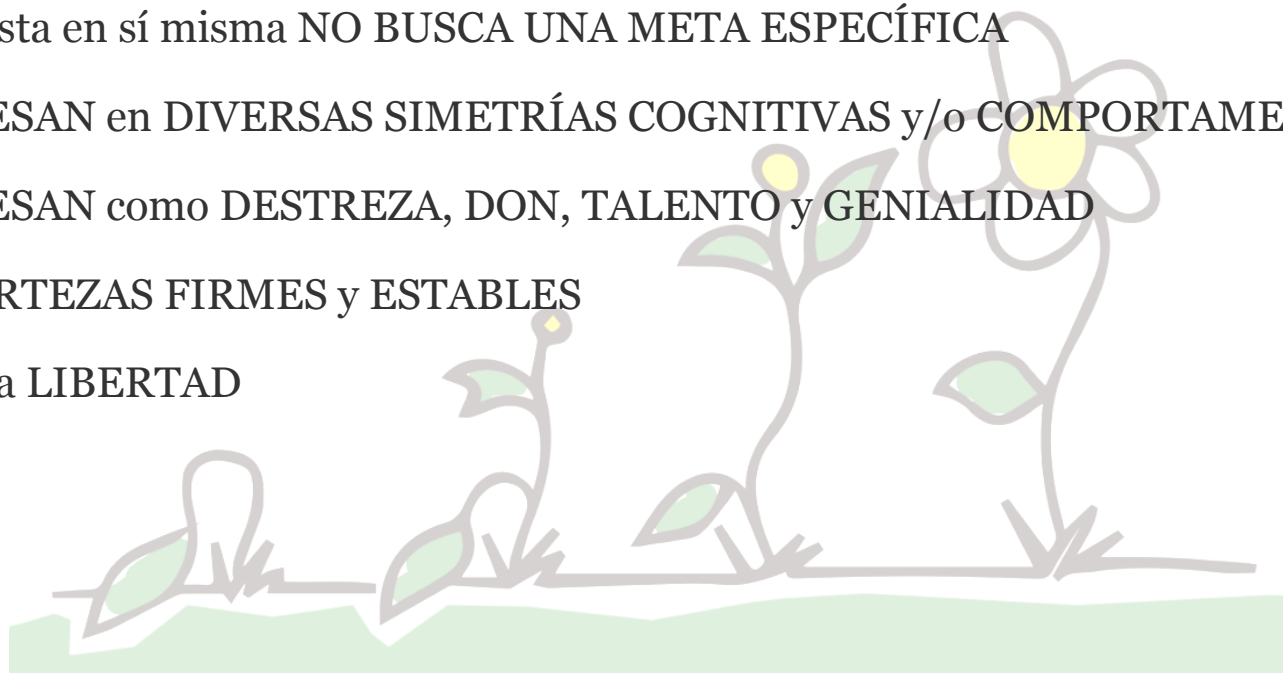 sta en sí misma NO BUSCA UNA META ESPECÍFICA
ESAN en DIVERSAS SIMETRÍAS COGNITIVAS y/o COMPORTAME
ESAN como DESTREZA, DON, TALENTO y GENIALIDAD
RTEZAS FIRMES y ESTABLES
a LIBERTAD